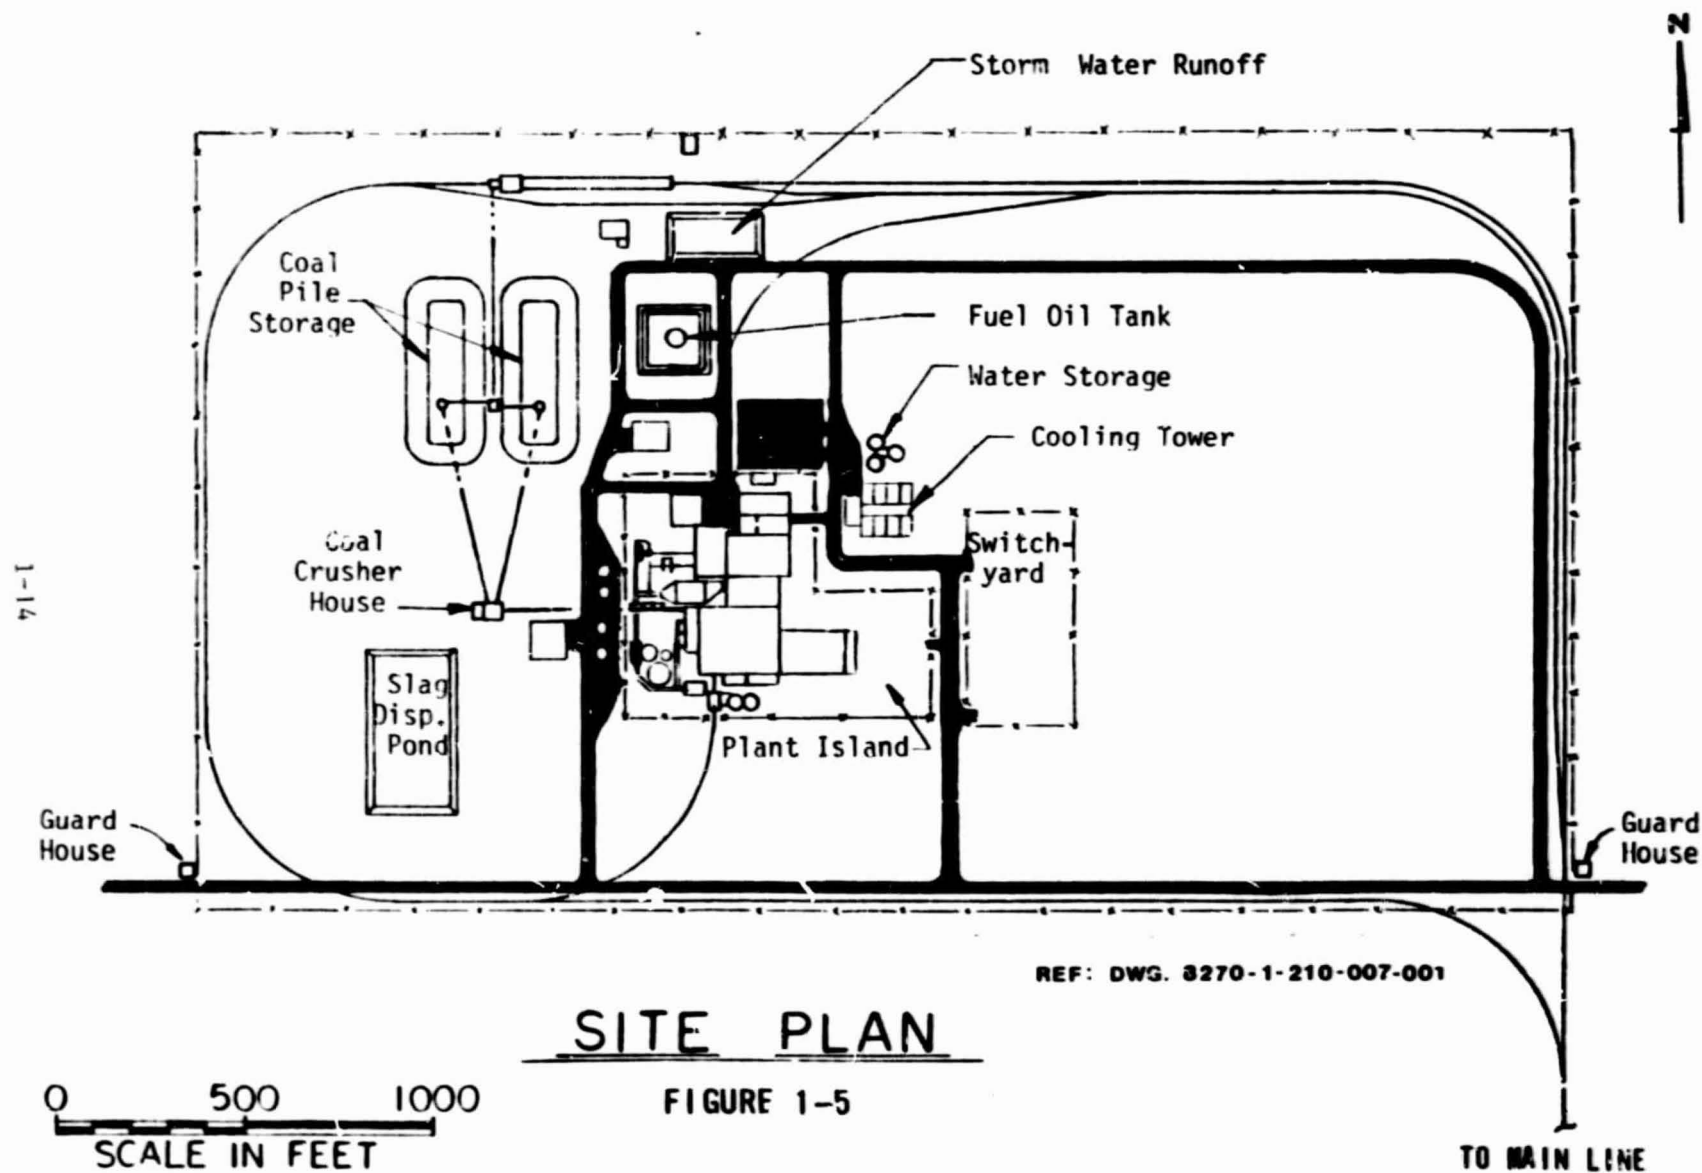 N
Storm Water Runoff
Coal
Pile
Storage
Fuel Oil Tank
Water Storage
Cooling Tower
Coal
Crusher
House
Switch-
yard
1-14
Slag
Disp.
Pond
Plant Island
Guard
House
Guard
House
REF: DWG. 8270-1-210-007-001
SITE PLAN
FIGURE 1-5
0 500 1000
SCALE IN FEET
TO MAIN LINE